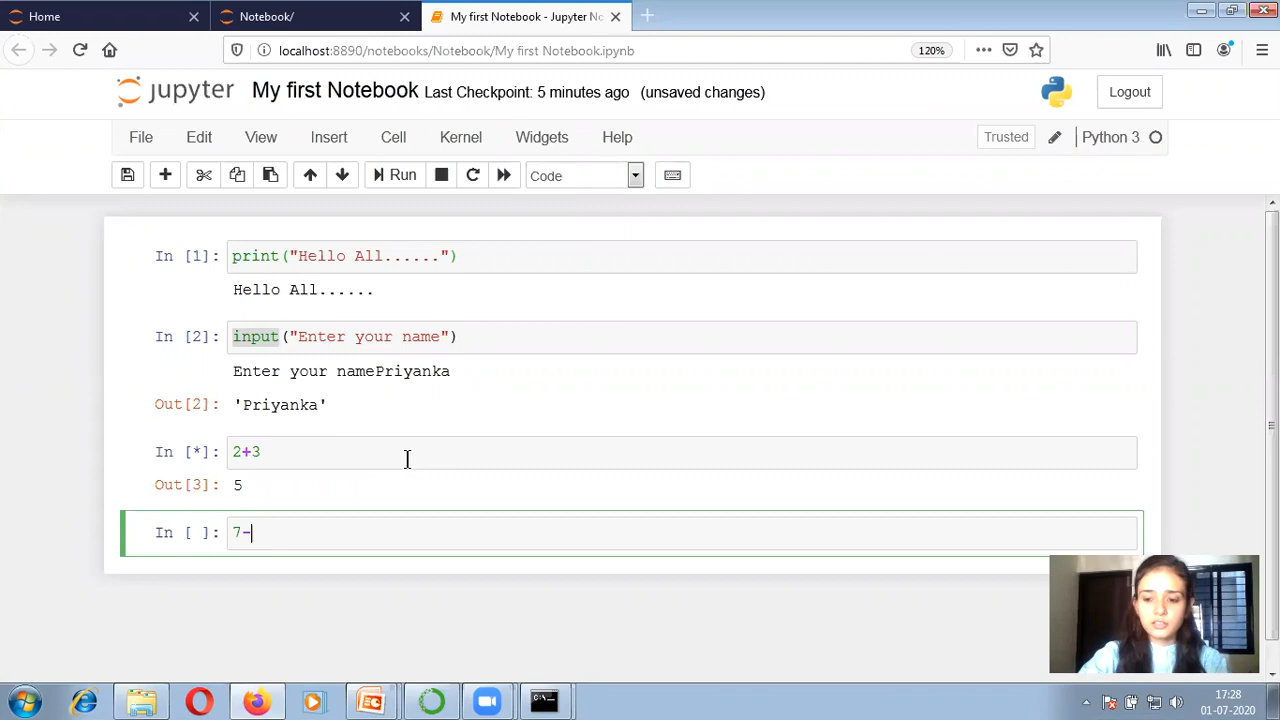 Home
Notebook/
My first Notebook - Jupyter No
localhost:8890/notebooks/Notebook/My first Notebook.ipynb
120%
jupyter My first Notebook Last Checkpoint: 5 minutes ago (unsaved changes)
Logout
File Edit View Insert Cell Kernel Widgets Help
Trusted
Python 3
Run
Code
In [1]: print("Hello All......")
Hello All......
In [2]: input("Enter your name")
Enter your namePriyanka
Out[2]: 'Priyanka'
In [*]: 2+3
Out[3]: 5
In [ ]: 7-
C:\_
17:28
01-07-2020